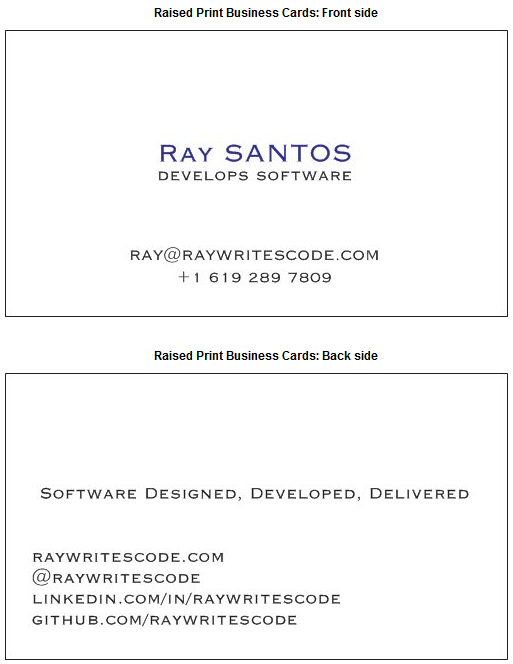 Raised Print Business Cards: Front side
Ray SANTOS
DEVELOPS SOFTWARE
RAY@RAYWRITESCODE.COM
+1 619 289 7809
Raised Print Business Cards: Back side
Software Designed, Developed, Delivered
RAYWRITESCODE.COM
@RAYWRITESCODE
LINKEDIN.COM/IN/RAYWRITESCODE
GITHUB.COM/RAYWRITESCODE